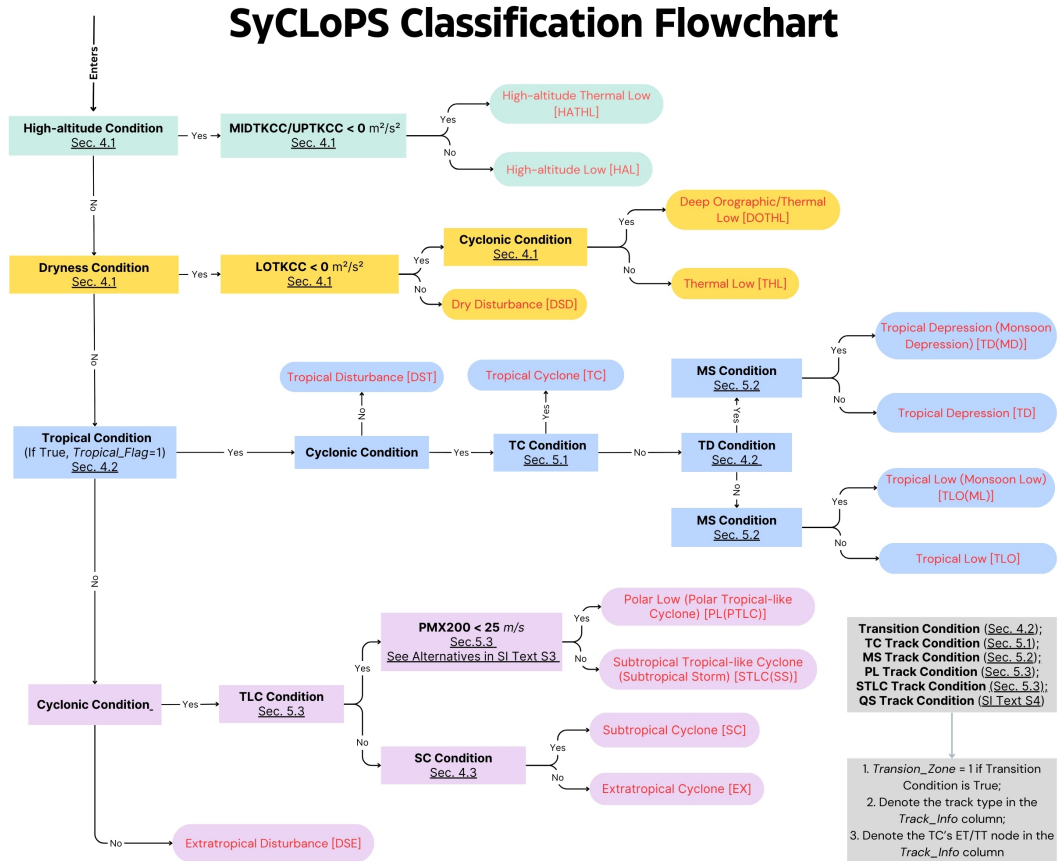 SyCLoPS Classification Flowchart
Enters
High-altitude Condition
Sec. 4.1
Yes
MIDTKCC/UPTKCC < 0 m²/s²
Sec. 4.1
Yes
High-altitude Thermal Low
[HATHL]
No
High-altitude Low [HAL]
No
Dryness Condition
Sec. 4.1
Yes
LOTKCC < 0 m²/s²
Sec. 4.1
Yes
Cyclonic Condition
Sec. 4.1
Yes
Deep Orographic/Thermal
Low [DOTHL]
No
Thermal Low [THL]
No
Dry Disturbance [DSD]
No
Tropical Condition
(If True, Tropical_Flag=1)
Sec. 4.2
Yes
Cyclonic Condition
No
Tropical Disturbance [DST]
Yes
TC Condition
Sec. 5.1
Yes
Tropical Cyclone [TC]
No
TD Condition
Sec. 4.2
Yes
MS Condition
Sec. 5.2
Yes
Tropical Depression (Monsoon
Depression) [TD(MD)]
No
Tropical Depression [TD]
No
MS Condition
Sec. 5.2
Yes
Tropical Low (Monsoon Low)
[TLO(ML)]
No
Tropical Low [TLO]
No
Cyclonic Condition
Yes
TLC Condition
Sec. 5.3
Yes
PMX200 < 25 m/s
Sec.5.3
See Alternatives in SI Text S3
Yes
Polar Low (Polar Tropical-like
Cyclone) [PL(PTLC)]
No
Subtropical Tropical-like Cyclone
(Subtropical Storm) [STLC(SS)]
No
SC Condition
Sec. 4.3
Yes
Subtropical Cyclone [SC]
No
Extratropical Cyclone [EX]
No
Extratropical Disturbance [DSE]
Transition Condition (Sec. 4.2);
TC Track Condition (Sec. 5.1);
MS Track Condition (Sec. 5.2);
PL Track Condition (Sec. 5.3);
STLC Track Condition (Sec. 5.3);
QS Track Condition (SI Text S4)
1. Transion_Zone = 1 if Transition
Condition is True;
2. Denote the track type in the
Track_Info column;
3. Denote the TC's ET/TT node in the
Track_Info column